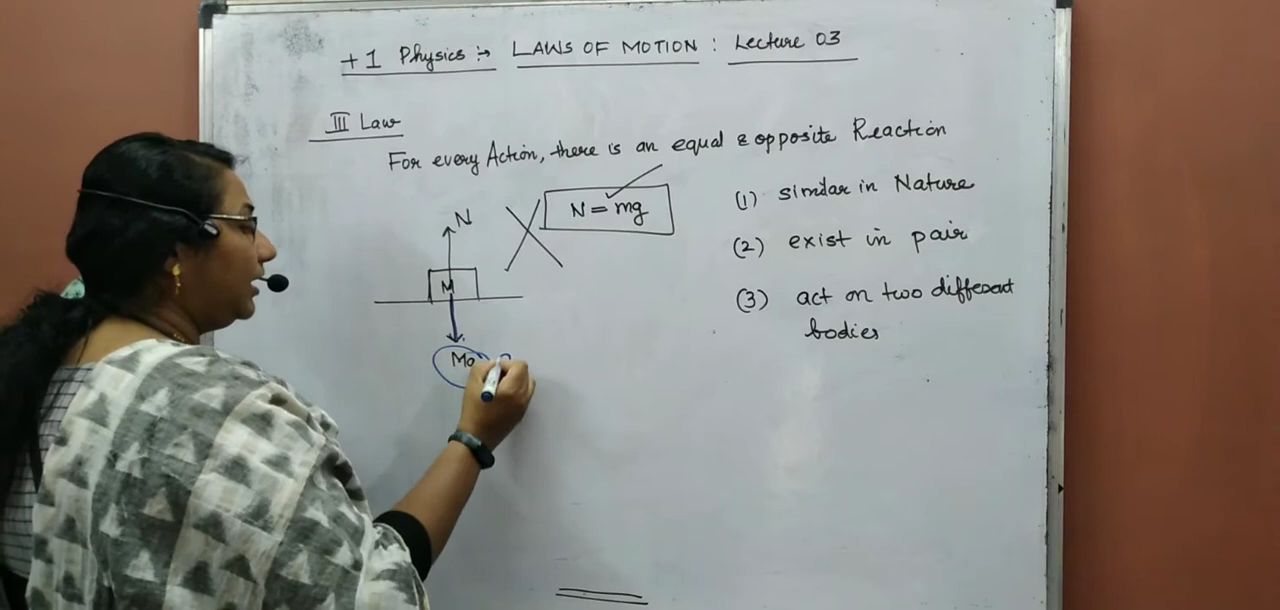 +1 Physics :→ LAWS OF MOTION : Lecture 03
III Law
For every Action, there is an equal & opposite Reaction
N
N = mg
M
(1) similar in Nature
(2) exist in pair
(3) act on two different
bodies